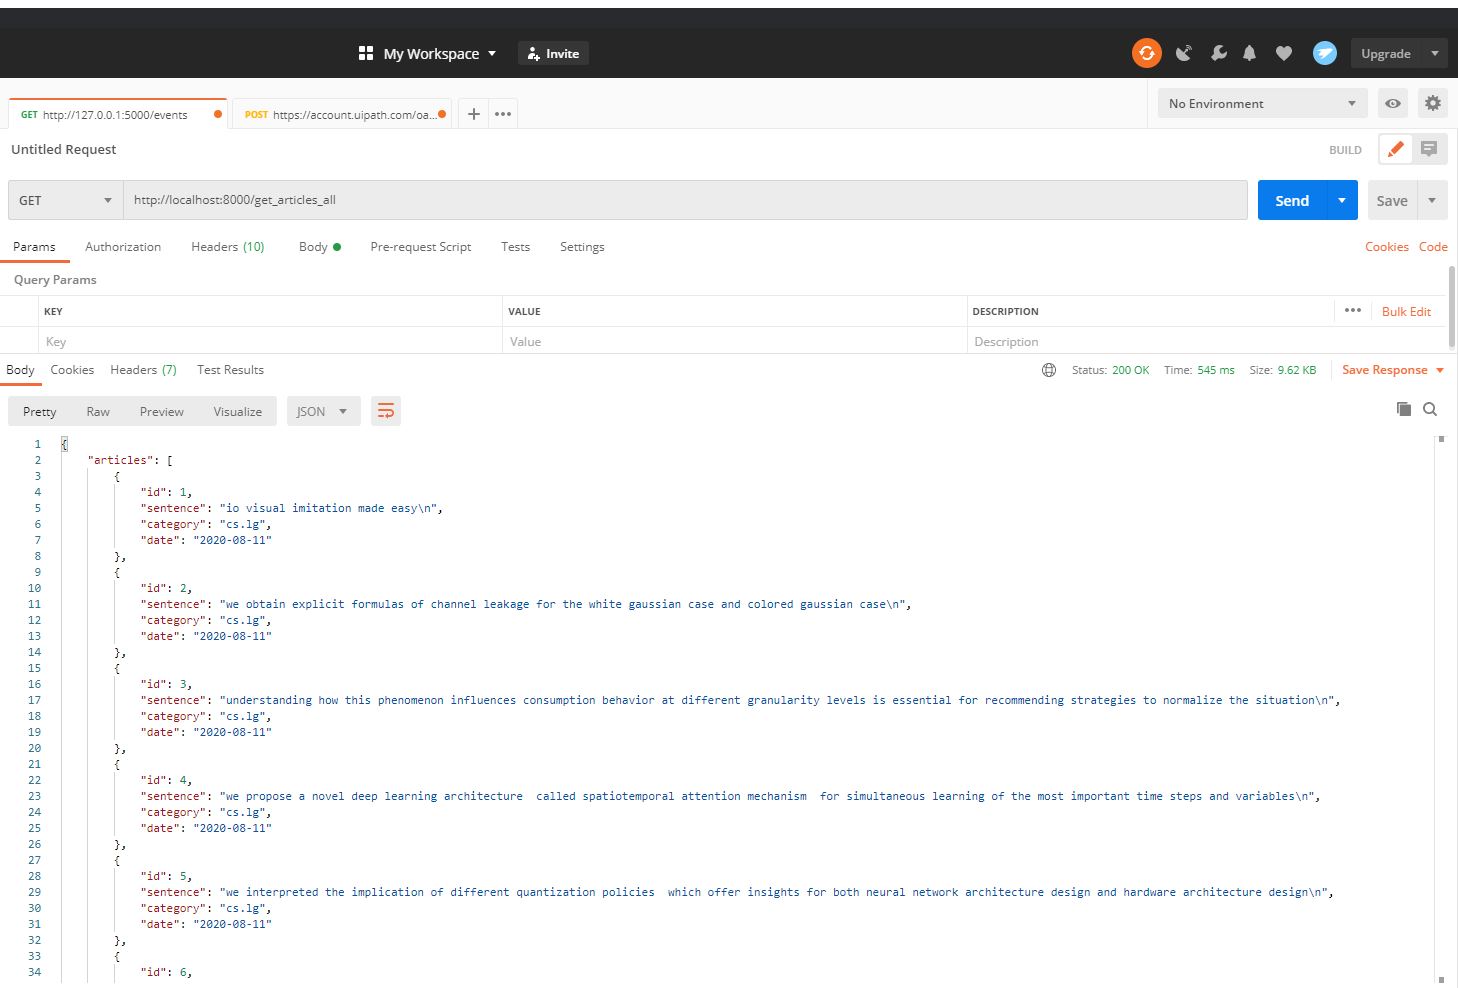 My Workspace Invite Upgrade
GET http://127.0.0.1:5000/events POST https://account.uipath.com/oa... + ••• No Environment
Untitled Request BUILD
GET http://localhost:8000/get_articles_all Send Save
Params Authorization Headers (10) Body Pre-request Script Tests Settings Cookies Code
Query Params
KEY VALUE DESCRIPTION ••• Bulk Edit
Key Value Description
Body Cookies Headers (7) Test Results Status: 200 OK Time: 545 ms Size: 9.62 KB Save Response
Pretty Raw Preview Visualize JSON
1 {
2 "articles": [
3 {
4 "id": 1,
5 "sentence": "io visual imitation made easy\n",
6 "category": "cs.lg",
7 "date": "2020-08-11"
8 },
9 {
10 "id": 2,
11 "sentence": "we obtain explicit formulas of channel leakage for the white gaussian case and colored gaussian case\n",
12 "category": "cs.lg",
13 "date": "2020-08-11"
14 },
15 {
16 "id": 3,
17 "sentence": "understanding how this phenomenon influences consumption behavior at different granularity levels is essential for recommending strategies to normalize the situation\n",
18 "category": "cs.lg",
19 "date": "2020-08-11"
20 },
21 {
22 "id": 4,
23 "sentence": "we propose a novel deep learning architecture  called spatiotemporal attention mechanism  for simultaneous learning of the most important time steps and variables\n",
24 "category": "cs.lg",
25 "date": "2020-08-11"
26 },
27 {
28 "id": 5,
29 "sentence": "we interpreted the implication of different quantization policies  which offer insights for both neural network architecture design and hardware architecture design\n",
30 "category": "cs.lg",
31 "date": "2020-08-11"
32 },
33 {
34 "id": 6,